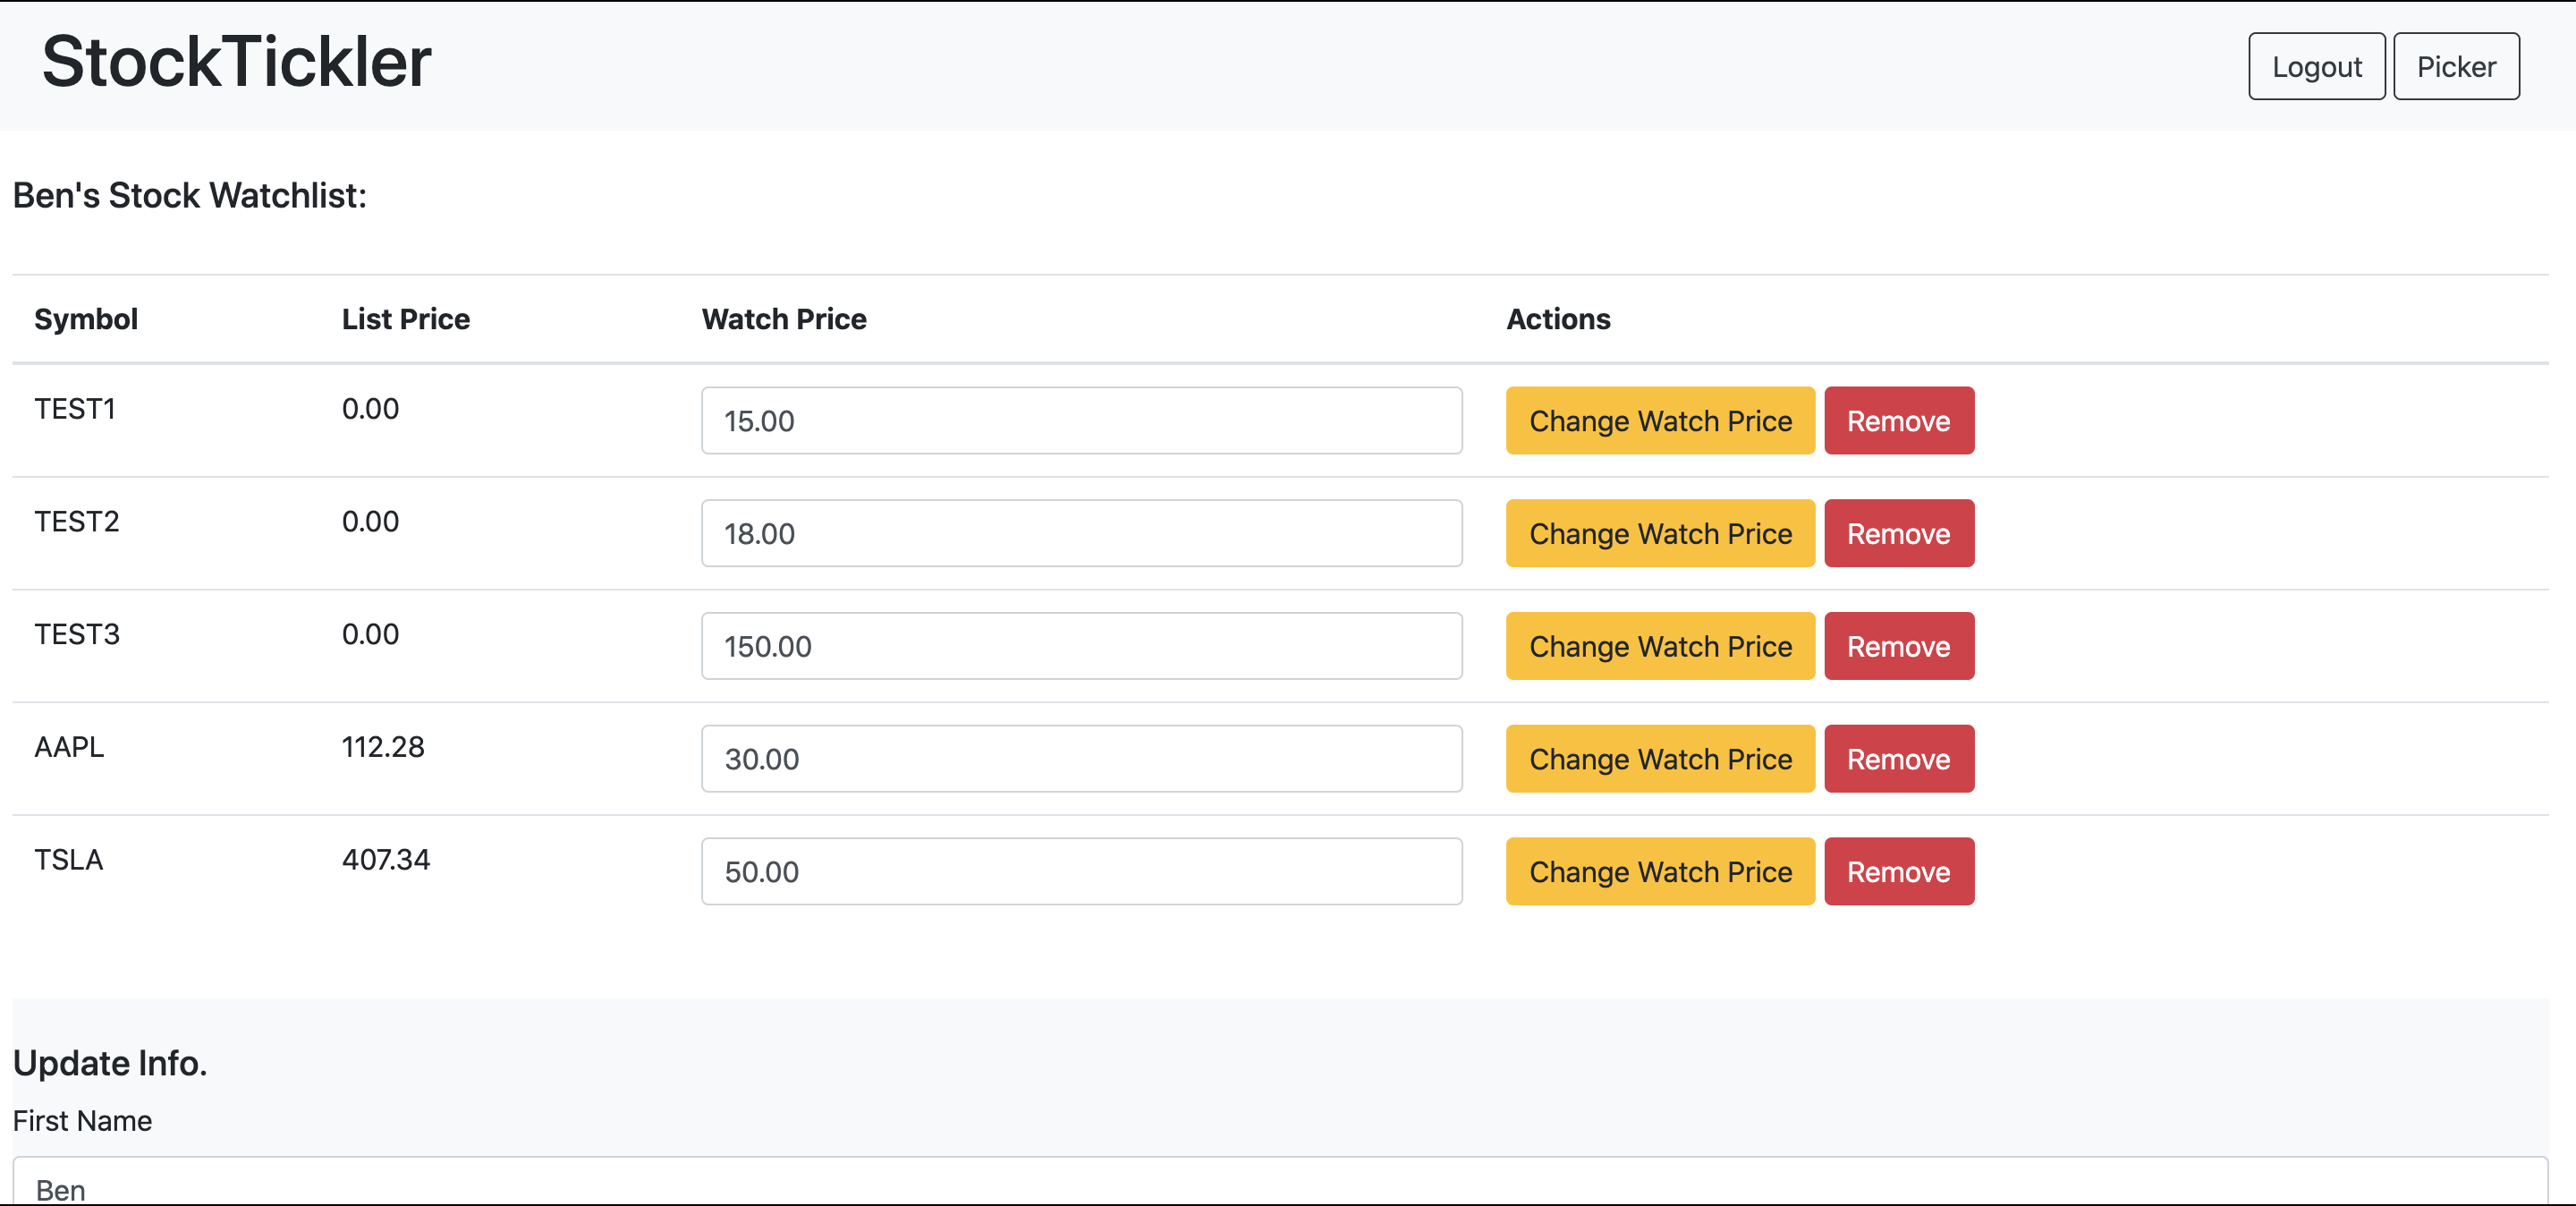 StockTickler Logout Picker
Ben's Stock Watchlist:
Symbol List Price Watch Price Actions
TEST1 0.00 15.00 Change Watch Price Remove
TEST2 0.00 18.00 Change Watch Price Remove
TEST3 0.00 150.00 Change Watch Price Remove
AAPL 112.28 30.00 Change Watch Price Remove
TSLA 407.34 50.00 Change Watch Price Remove
Update Info.
First Name
Ben